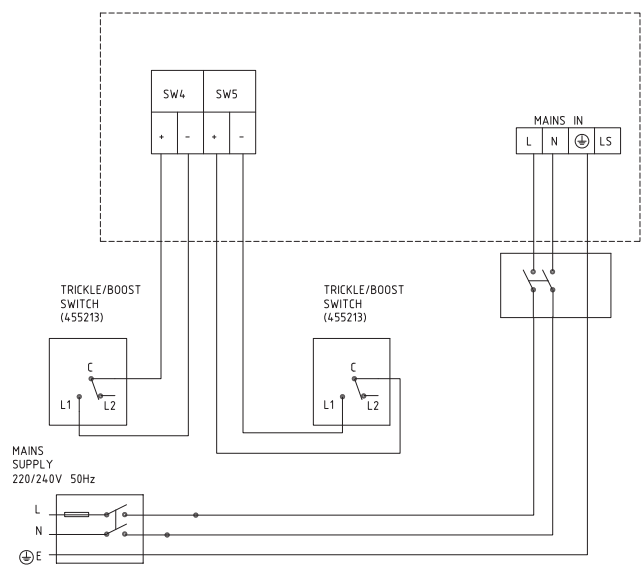 SW4 SW5
+ - + -
MAINS IN
L N LS
TRICKLE/BOOST
SWITCH
(455213)
C
L1 L2
TRICKLE/BOOST
SWITCH
(455213)
C
L1 L2
MAINS
SUPPLY
220/240V 50Hz
L
N
E